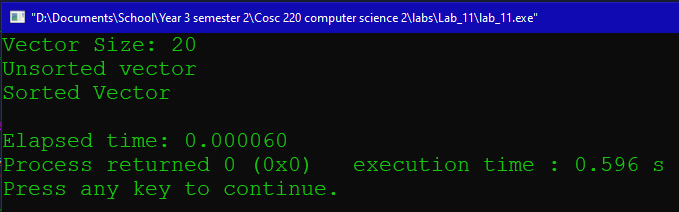 "D:\Documents\School\Year 3 semester 2\Cosc 220 computer science 2\labs\Lab_11\lab_11.exe"
Vector Size: 20
Unsorted vector
Sorted Vector
Elapsed time: 0.000060
Process returned 0 (0x0)   execution time : 0.596 s
Press any key to continue.